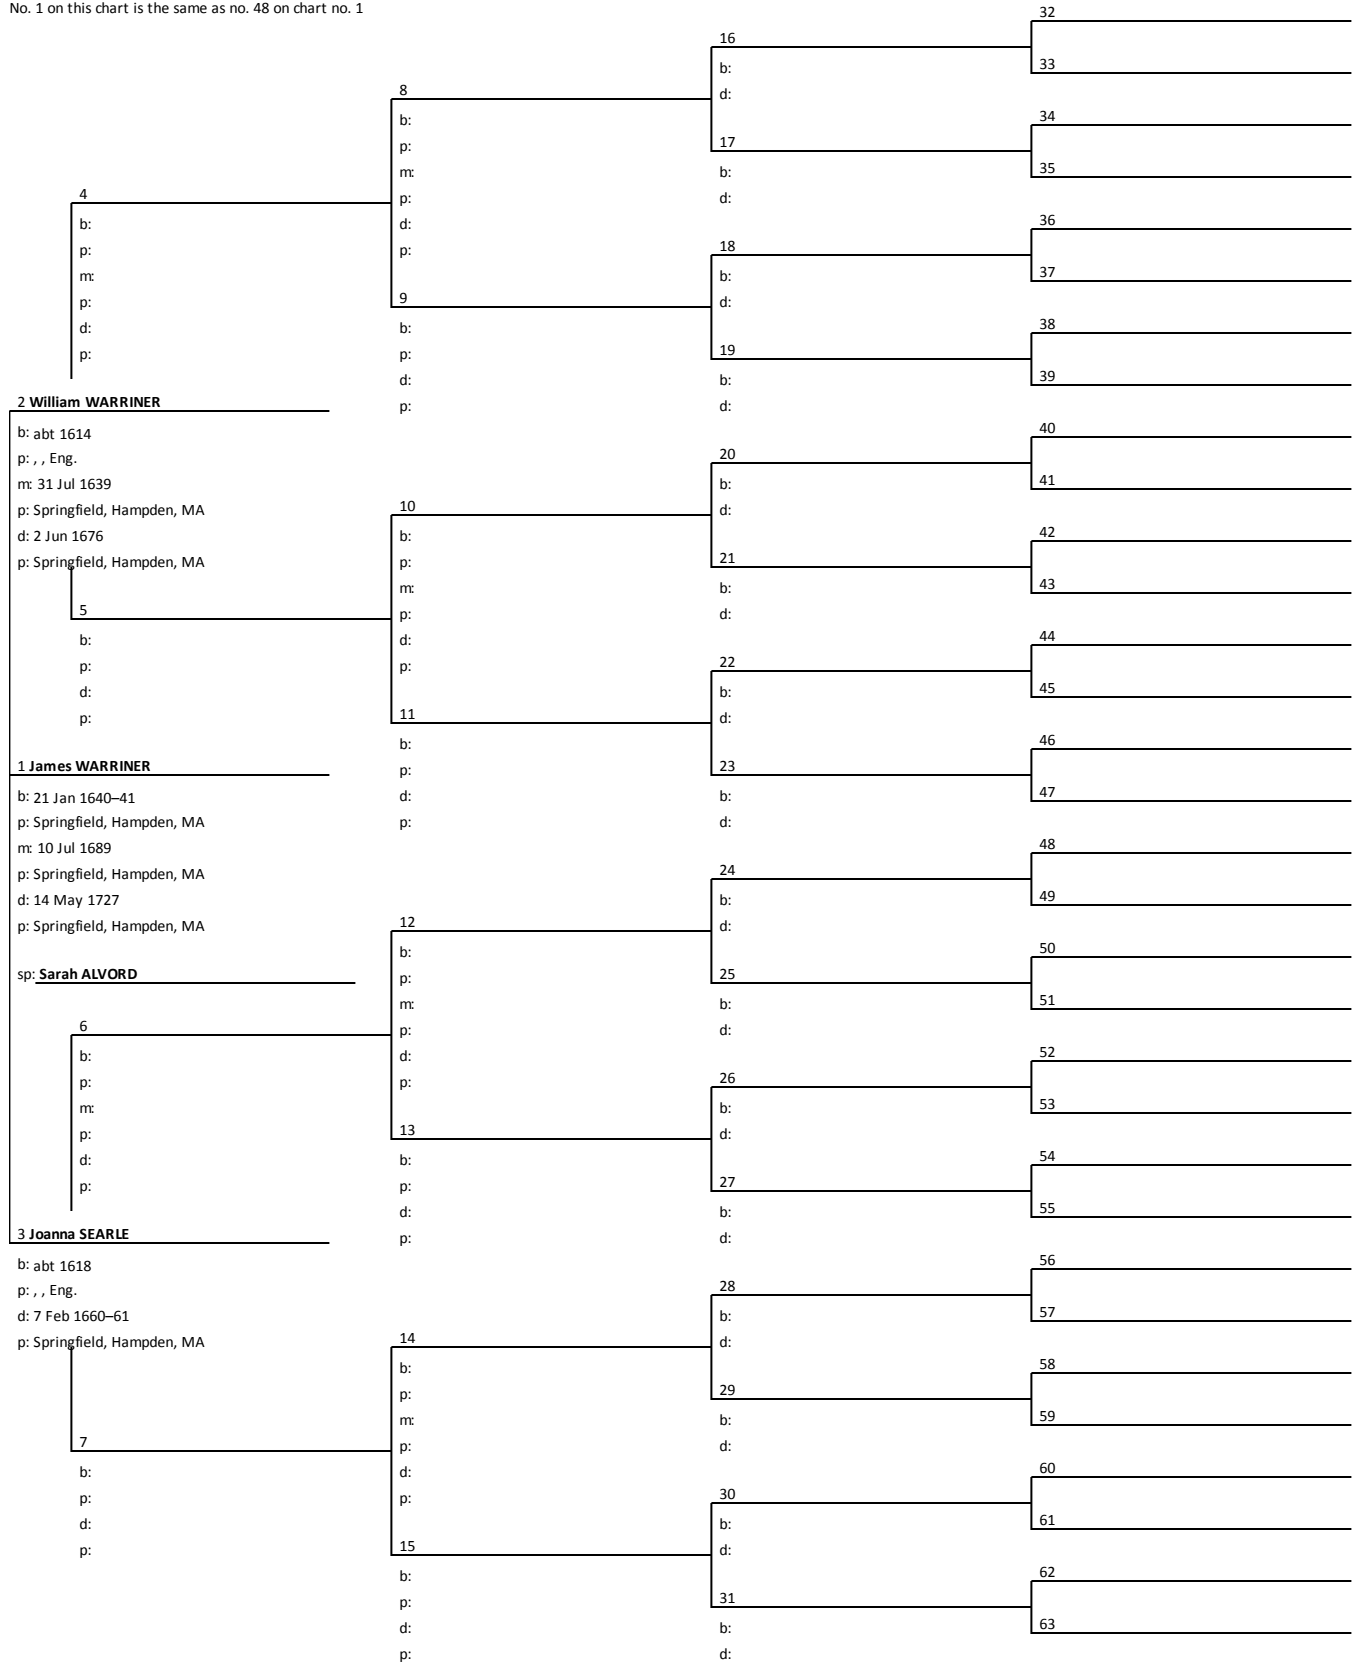 No. 1 on this chart is the same as no. 48 on chart no. 1
4
b:
p:
m:
p:
d:
p:
2 William WARRINER
b: abt 1614
p: , , Eng.
m: 31 Jul 1639
p: Springfield, Hampden, MA
d: 2 Jun 1676
p: Springfield, Hampden, MA
5
b:
p:
d:
p:
1 James WARRINER
b: 21 Jan 1640–41
p: Springfield, Hampden, MA
m: 10 Jul 1689
p: Springfield, Hampden, MA
d: 14 May 1727
p: Springfield, Hampden, MA
sp: Sarah ALVORD
6
b:
p:
m:
p:
d:
p:
3 Joanna SEARLE
b: abt 1618
p: , , Eng.
d: 7 Feb 1660–61
p: Springfield, Hampden, MA
7
b:
p:
d:
p:
8
b:
p:
m:
p:
d:
p:
9
b:
p:
d:
p:
10
b:
p:
m:
p:
d:
p:
11
b:
p:
d:
p:
12
b:
p:
m:
p:
d:
p:
13
b:
p:
d:
p:
14
b:
p:
m:
p:
d:
p:
15
b:
p:
d:
p:
16
b:
d:
17
b:
d:
18
b:
d:
19
b:
d:
20
b:
d:
21
b:
d:
22
b:
d:
23
b:
d:
24
b:
d:
25
b:
d:
26
b:
d:
27
b:
d:
28
b:
d:
29
b:
d:
30
b:
d:
31
b:
d:
32
33
34
35
36
37
38
39
40
41
42
43
44
45
46
47
48
49
50
51
52
53
54
55
56
57
58
59
60
61
62
63